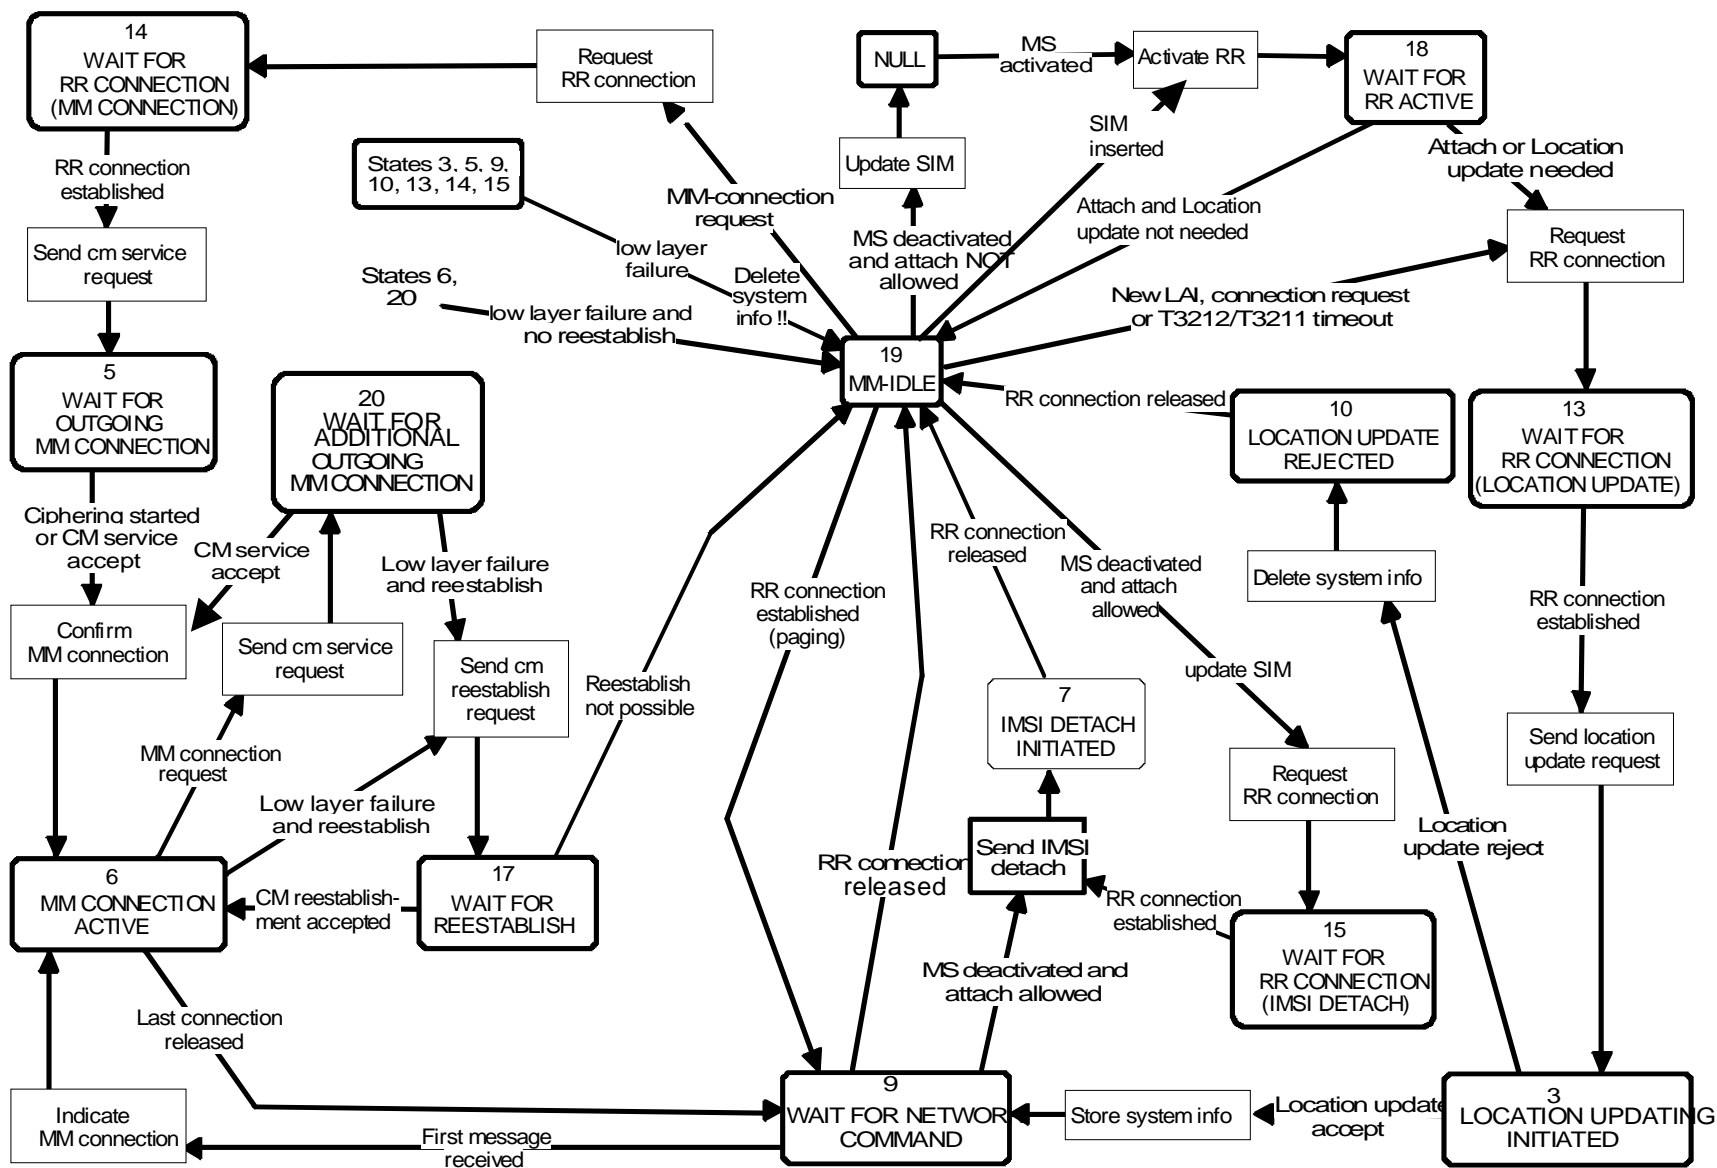 14
WAIT FOR
RR CONNECTION
(MM CONNECTION)
Request
RR connection
NULL
MS
activated
Activate RR
18
WAIT FOR
RR ACTIVE
RR connection
established
States 3, 5, 9,
10, 13, 14, 15
Update SIM
SIM
inserted
Attach or Location
update needed
MM-connection
request
Attach and Location
update not needed
Send cm service
request
low layer
failure
MS deactivated
and attach NOT
allowed
Request
RR connection
States 6,
20
Delete
system
info !!
low layer failure and
no reestablish
New LAI, connection request
or T3212/T3211 timeout
19
MM-IDLE
5
WAIT FOR
OUTGOING
MM CONNECTION
20
WAIT FOR
ADDITIONAL
OUTGOING
MM CONNECTION
RR connection released
10
LOCATION UPDATE
REJECTED
13
WAIT FOR
RR CONNECTION
(LOCATION UPDATE)
Ciphering started
or CM service
accept
CM service
accept
Low layer failure
and reestablish
RR connection
released
RR connection
established
(paging)
MS deactivated
and attach
allowed
Delete system info
RR connection
established
Confirm
MM connection
Send cm service
request
Send cm
reestablish
request
Reestablish
not possible
update SIM
7
IMSI DETACH
INITIATED
Send location
update request
MM connection
request
Request
RR connection
Low layer failure
and reestablish
Send IMSI
detach
Location
update reject
RR connection
released
6
MM CONNECTION
ACTIVE
CM reestablish-
ment accepted
17
WAIT FOR
REESTABLISH
RR connection
established
15
WAIT FOR
RR CONNECTION
(IMSI DETACH)
MS deactivated and
attach allowed
Last connection
released
Indicate
MM connection
First message
received
9
WAIT FOR NETWOR
COMMAND
Store system info
Location update
accept
3
LOCATION UPDATING
INITIATED